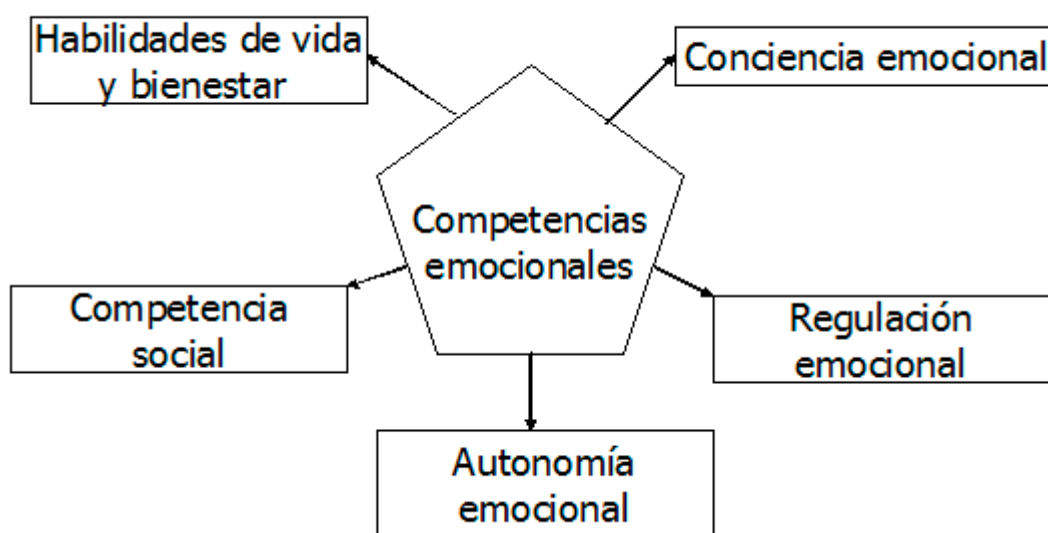 Habilidades de vida
y bienestar
Conciencia emocional
Competencias
emocionales
Competencia
social
Regulación
emocional
Autonomía
emocional